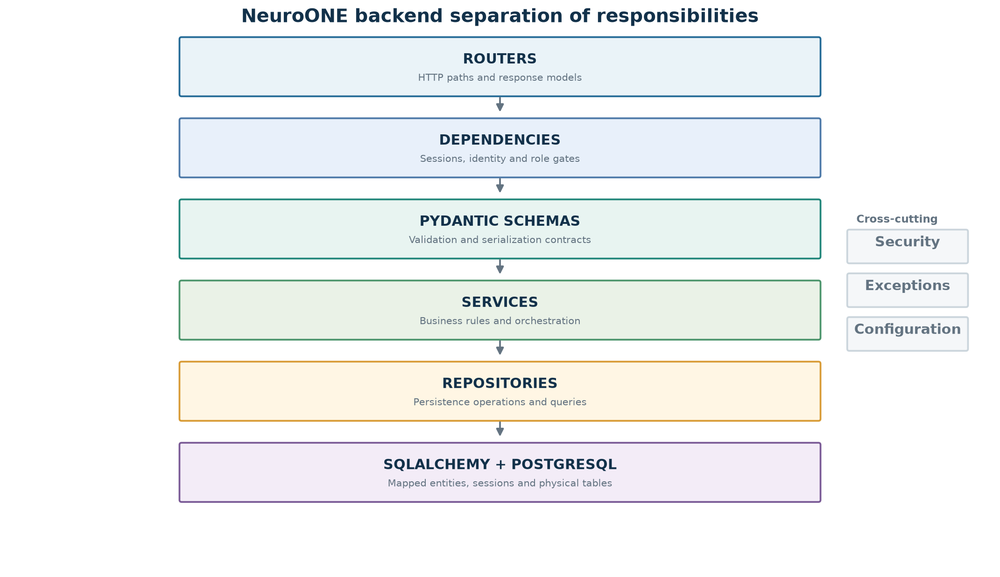 NeuroONE backend separation of responsibilities
ROUTERS
HTTP paths and response models
DEPENDENCIES
Sessions, identity and role gates
PYDANTIC SCHEMAS
Validation and serialization contracts
SERVICES
Business rules and orchestration
REPOSITORIES
Persistence operations and queries
SQLALCHEMY + POSTGRESQL
Mapped entities, sessions and physical tables
Cross-cutting
Security
Exceptions
Configuration